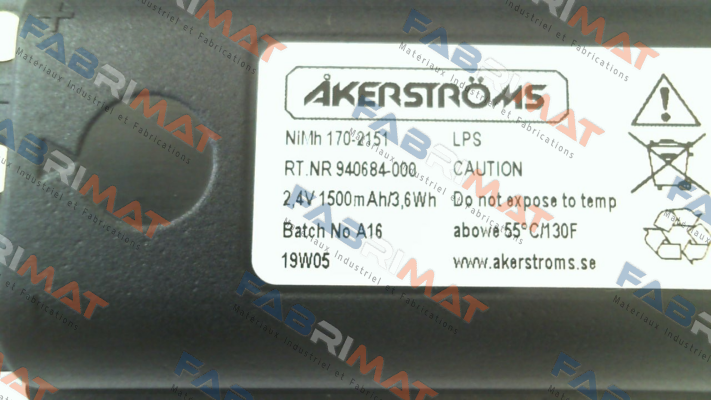 ÅKERSTRÖMS
NiMh 170-2151 LPS
RT.NR 940684-000 CAUTION
2,4V 1500mAh/3,6Wh Do not expose to temp
Batch No A16 abowe 55°C/130F
19W05 www.akerstroms.se
FABRIMAT
Matériaux Industriel et Fabrications